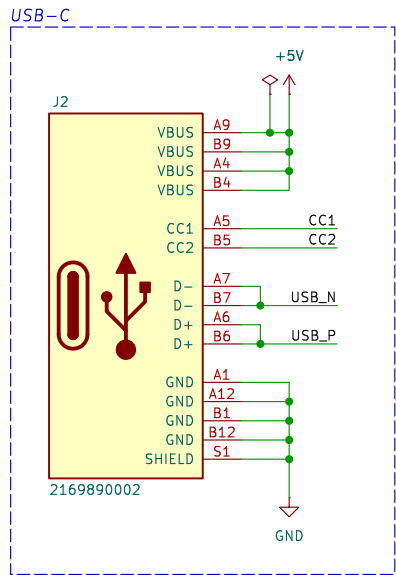 USB-C
+5V
J2
VBUS A9
VBUS B9
VBUS A4
VBUS B4
CC1 A5 CC1
CC2 B5 CC2
D- A7
D- B7 USB_N
D+ A6
D+ B6 USB_P
GND A1
GND A12
GND B1
GND B12
SHIELD S1
2169890002
GND